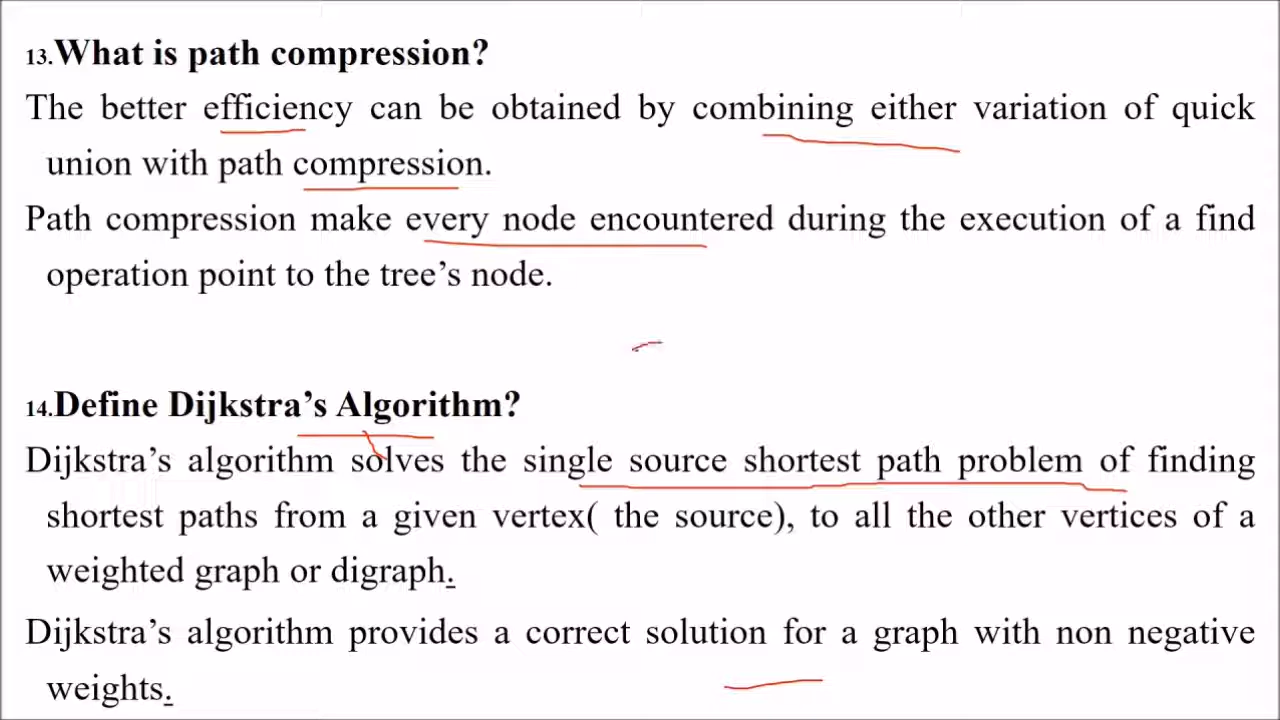 13.What is path compression?
The better efficiency can be obtained by combining either variation of quick
union with path compression.
Path compression make every node encountered during the execution of a find
operation point to the tree’s node.
14.Define Dijkstra’s Algorithm?
Dijkstra’s algorithm solves the single source shortest path problem of finding
shortest paths from a given vertex( the source), to all the other vertices of a
weighted graph or digraph.
Dijkstra’s algorithm provides a correct solution for a graph with non negative
weights.